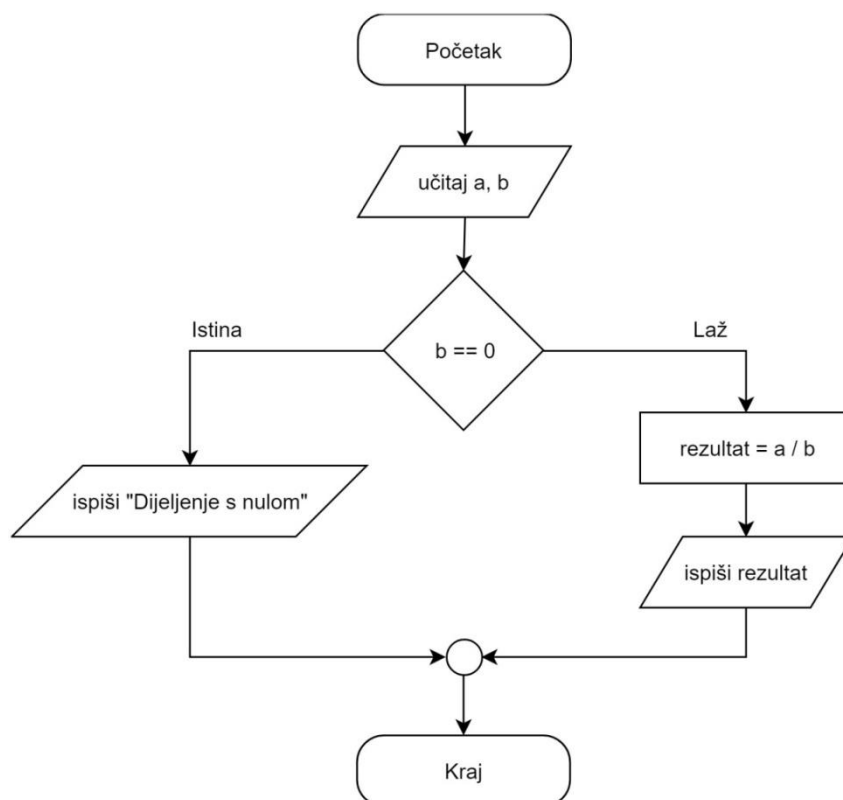 Početak
učitaj a, b
Istina
Laž
b == 0
rezultat = a / b
ispiši "Dijeljenje s nulom"
ispiši rezultat
Kraj